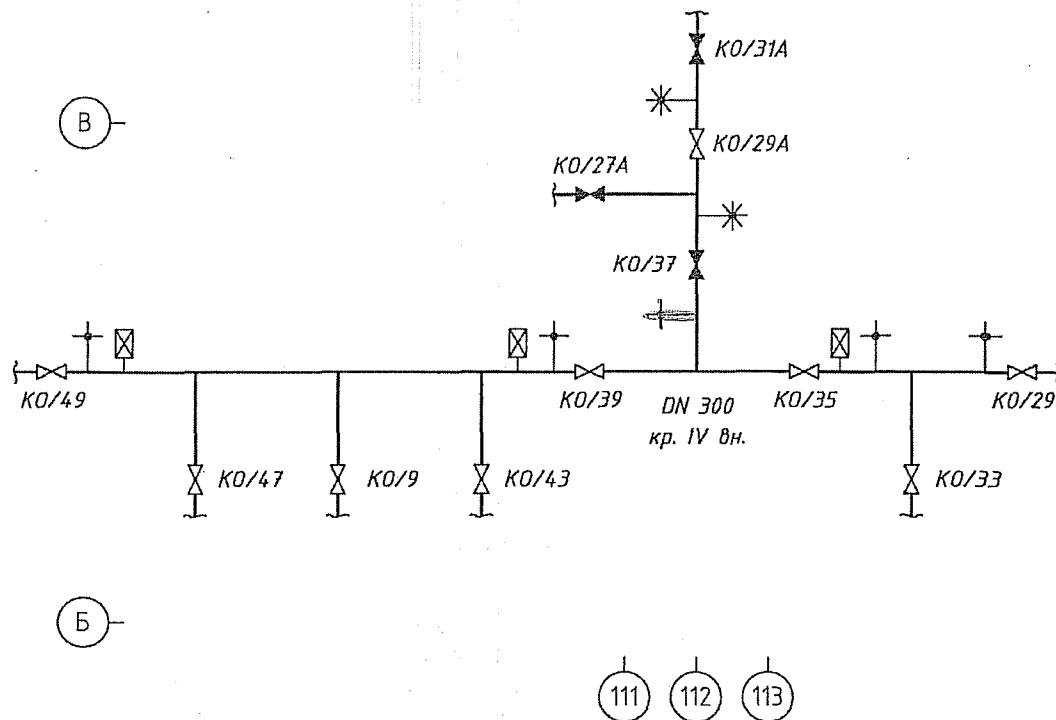 КО/31А
В
КО/29А
КО/27А
КО/37
КО/49
КО/39
DN 300
кр. IV вн.
КО/35
КО/29
КО/47
КО/9
КО/43
КО/33
Б
111
112
113